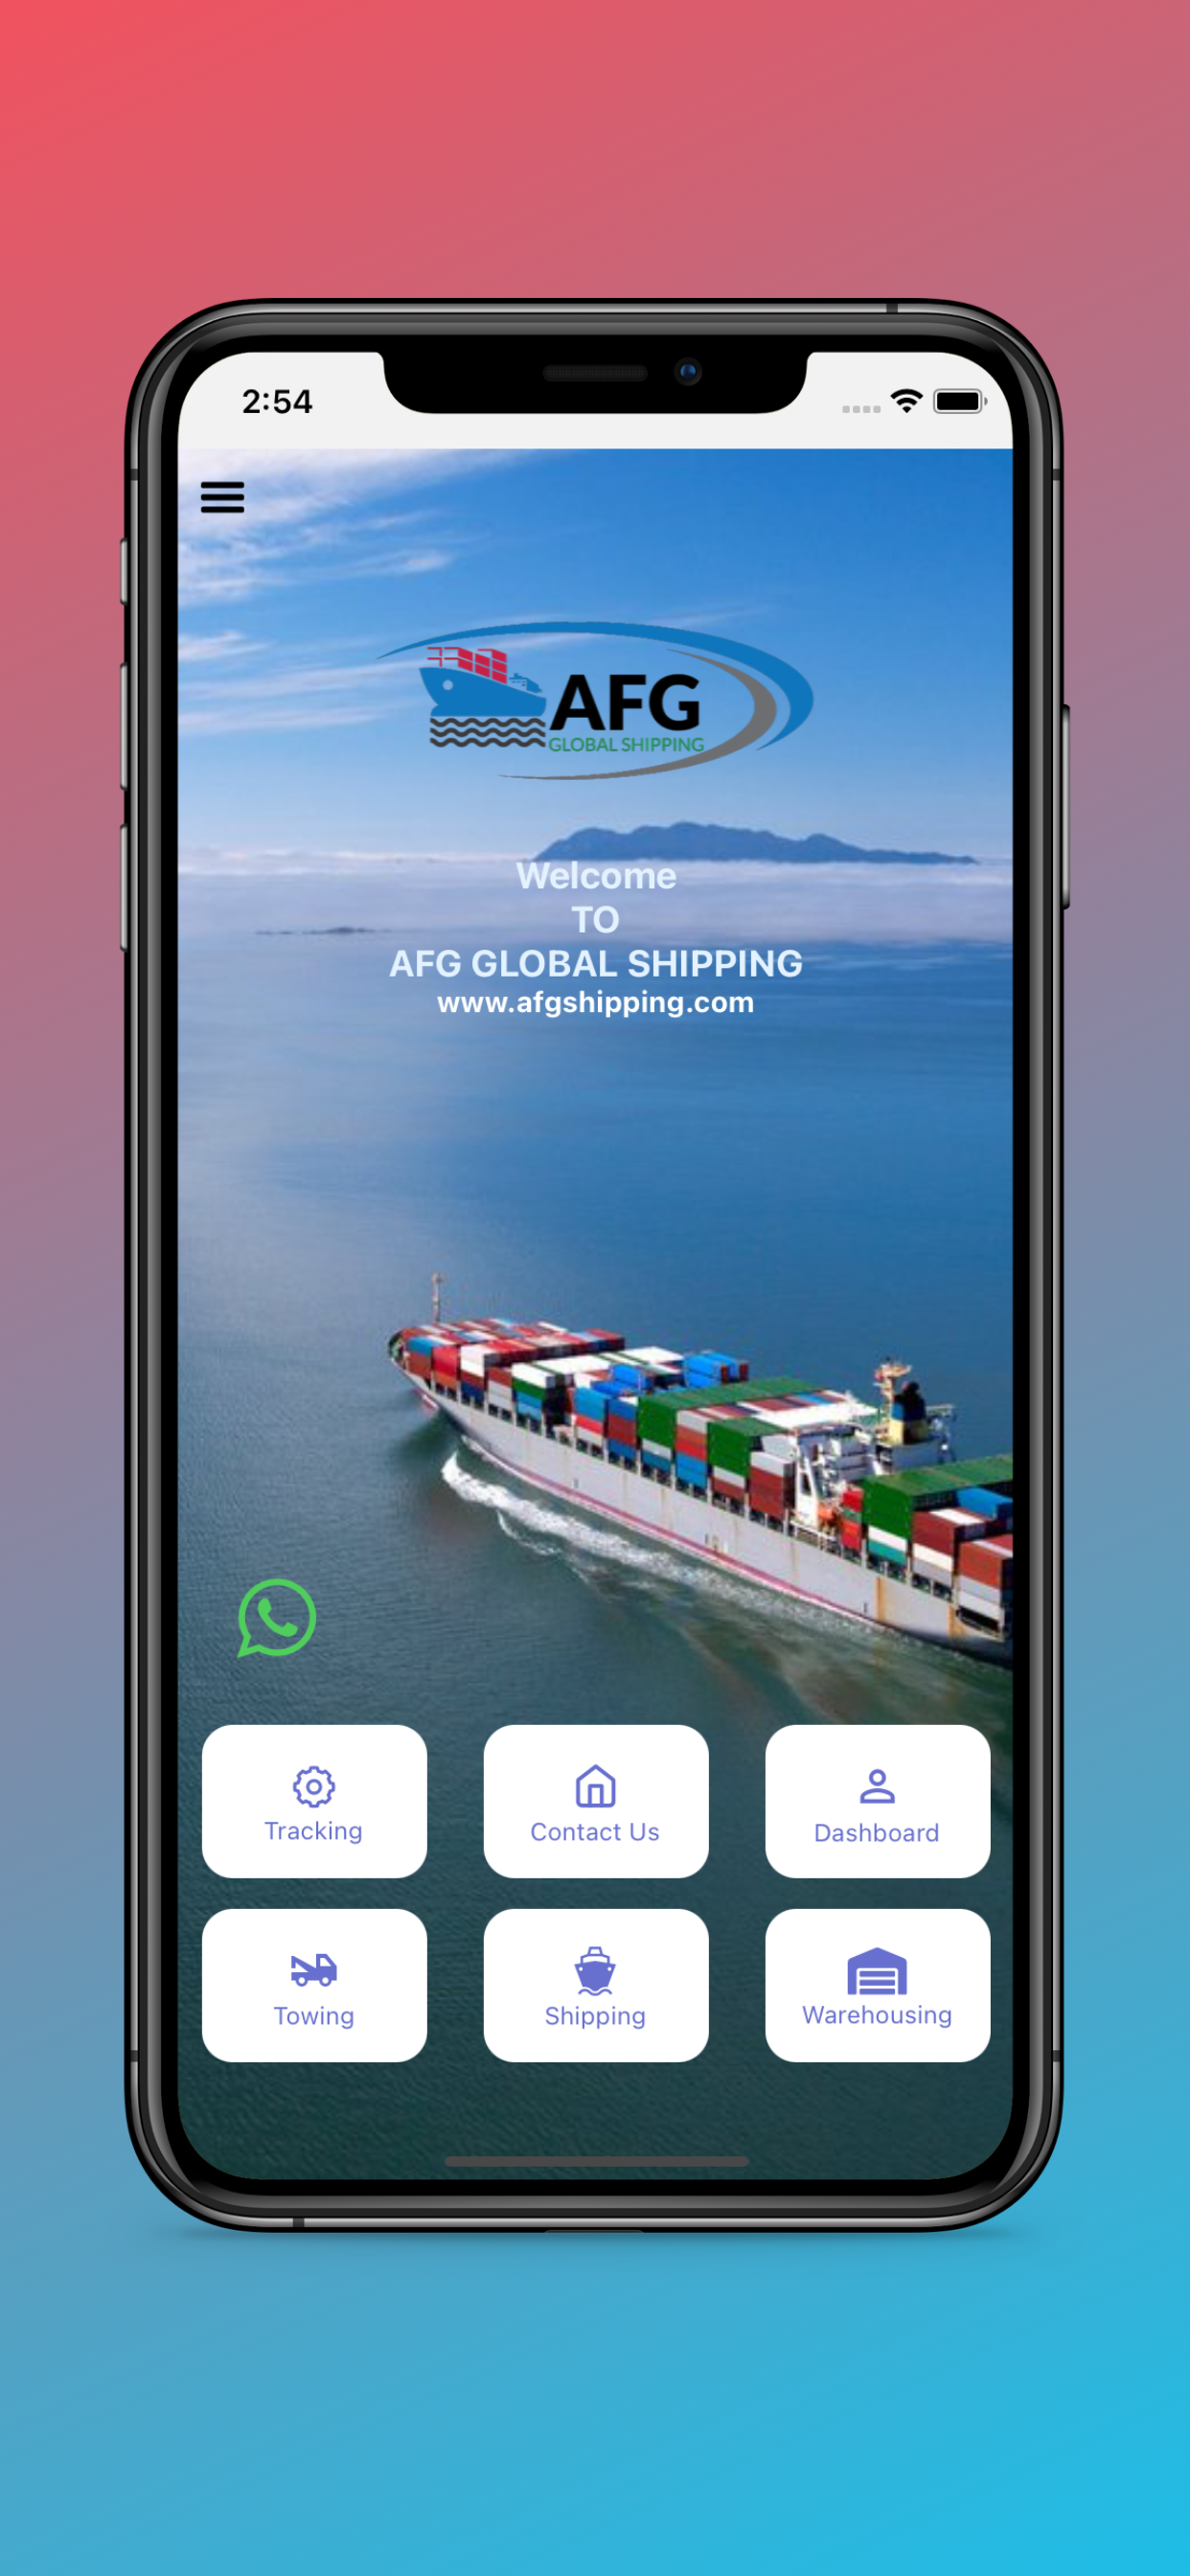 2:54
AFG
GLOBAL SHIPPING
Welcome
TO
AFG GLOBAL SHIPPING
www.afgshipping.com
Tracking
Contact Us
Dashboard
Towing
Shipping
Warehousing